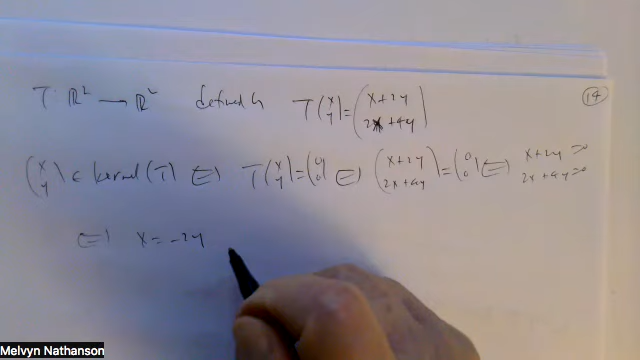 T: ℝ² → ℝ² defined by T(x y) = (x+2y 2x+4y) 14
(x y) ∈ kernel(T) ⟺ T(x y) = (0 0) ⟺ (x+2y 2x+4y) = (0 0) ⟺ x+2y=0 2x+4y=0
⟺ x = -2y
Melvyn Nathanson